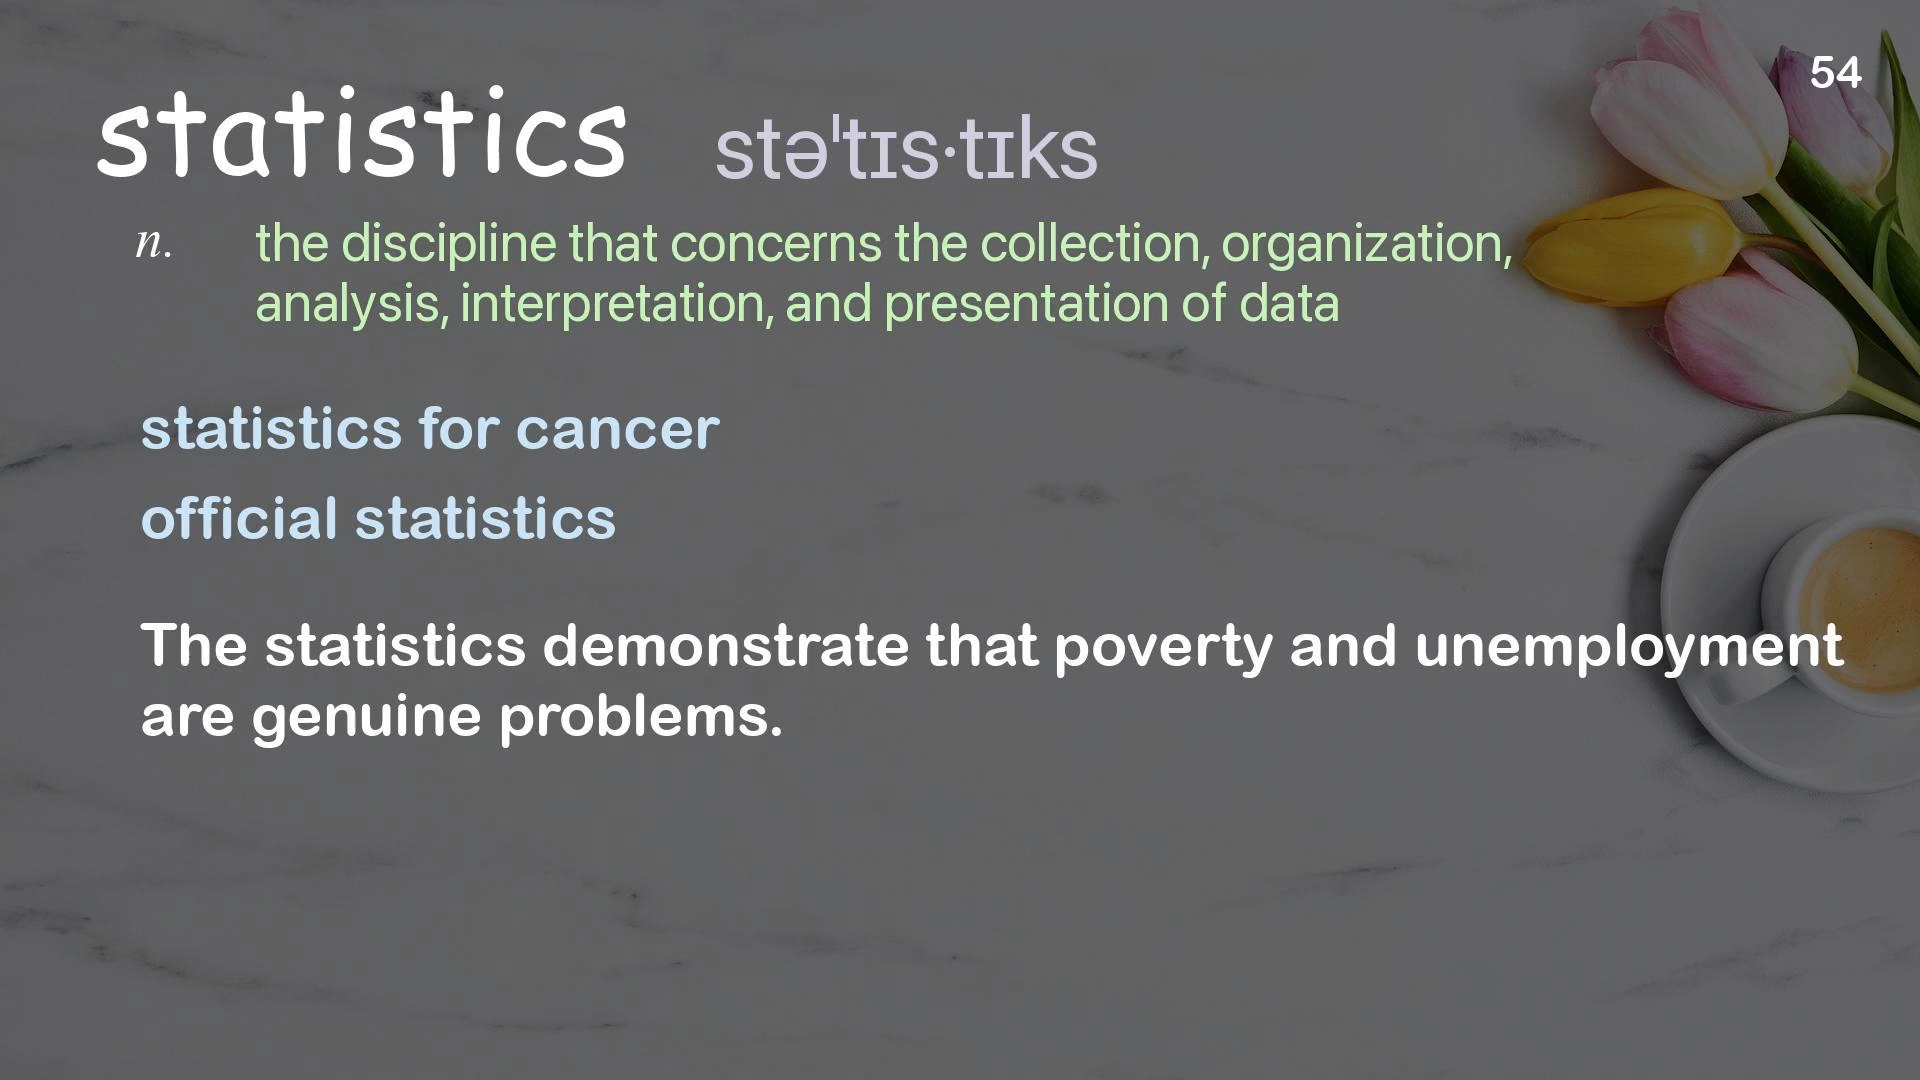 54
statistics stəˈtɪs·tɪks
n. the discipline that concerns the collection, organization,
analysis, interpretation, and presentation of data
statistics for cancer
official statistics
The statistics demonstrate that poverty and unemployment
are genuine problems.